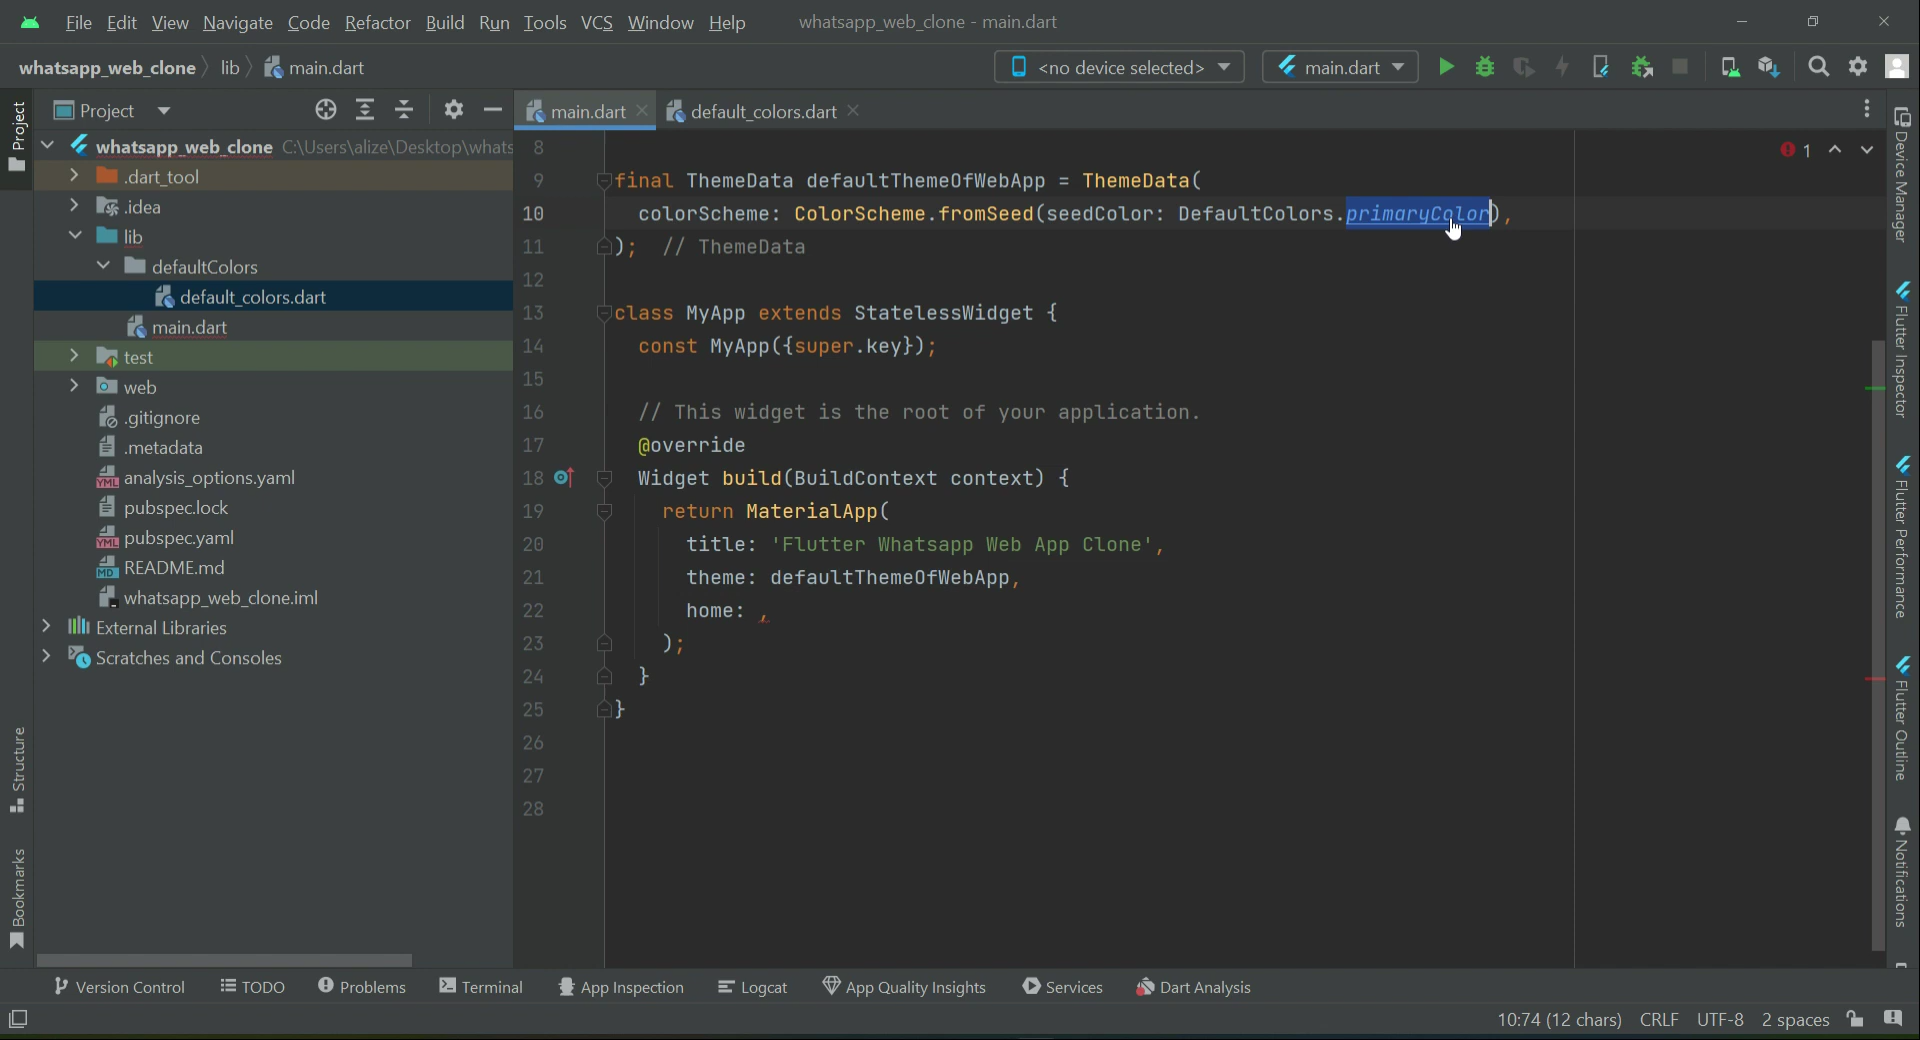 File Edit View Navigate Code Refactor Build Run Tools VCS Window Help whatsapp_web_clone - main.dart
whatsapp_web_clone lib main.dart <no device selected> main.dart
Project
Project
main.dart
default_colors.dart
whatsapp_web_clone C:\Users\alize\Desktop\whats
.dart_tool
.idea
lib
defaultColors
default_colors.dart
main.dart
test
web
.gitignore
.metadata
YML analysis_options.yaml
pubspec.lock
YML pubspec.yaml
MD README.md
whatsapp_web_clone.iml
External Libraries
Scratches and Consoles
Structure
Bookmarks
1
8
9 final ThemeData defaultThemeOfWebApp = ThemeData(
10 colorScheme: ColorScheme.fromSeed(seedColor: DefaultColors.primaryColor),
11 ); // ThemeData
12
13 class MyApp extends StatelessWidget {
14 const MyApp({super.key});
15
16 // This widget is the root of your application.
17 @override
18 Widget build(BuildContext context) {
19 return MaterialApp(
20 title: 'Flutter Whatsapp Web App Clone',
21 theme: defaultThemeOfWebApp,
22 home: ,
23 );
24 }
25 }
26
27
28
Device Manager
Flutter Inspector
Flutter Performance
Flutter Outline
Notifications
Version Control TODO Problems Terminal App Inspection Logcat App Quality Insights Services Dart Analysis
10:74 (12 chars) CRLF UTF-8 2 spaces